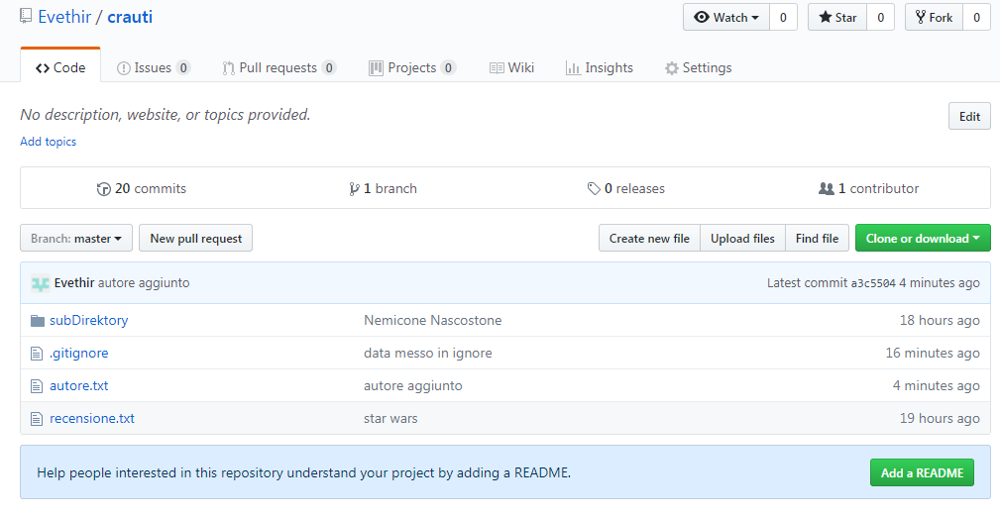 Evethir / crauti
Watch 0 Star 0 Fork 0
Code Issues 0 Pull requests 0 Projects 0 Wiki Insights Settings
No description, website, or topics provided. Edit
Add topics
20 commits 1 branch 0 releases 1 contributor
Branch: master New pull request Create new file Upload files Find file Clone or download
Evethir autore aggiunto Latest commit a3c5504 4 minutes ago
subDirektory Nemicone Nascostone 18 hours ago
.gitignore data messo in ignore 16 minutes ago
autore.txt autore aggiunto 4 minutes ago
recensione.txt star wars 19 hours ago
Help people interested in this repository understand your project by adding a README. Add a README